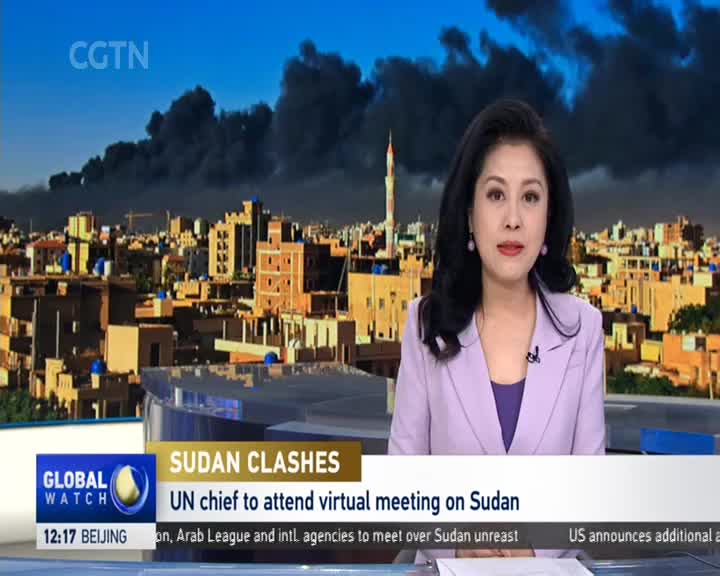 CGTN
SUDAN CLASHES
GLOBAL
WATCH
UN chief to attend virtual meeting on Sudan
12:17 BEIJING
on, Arab League and intl. agencies to meet over Sudan unrest
US announces additional a